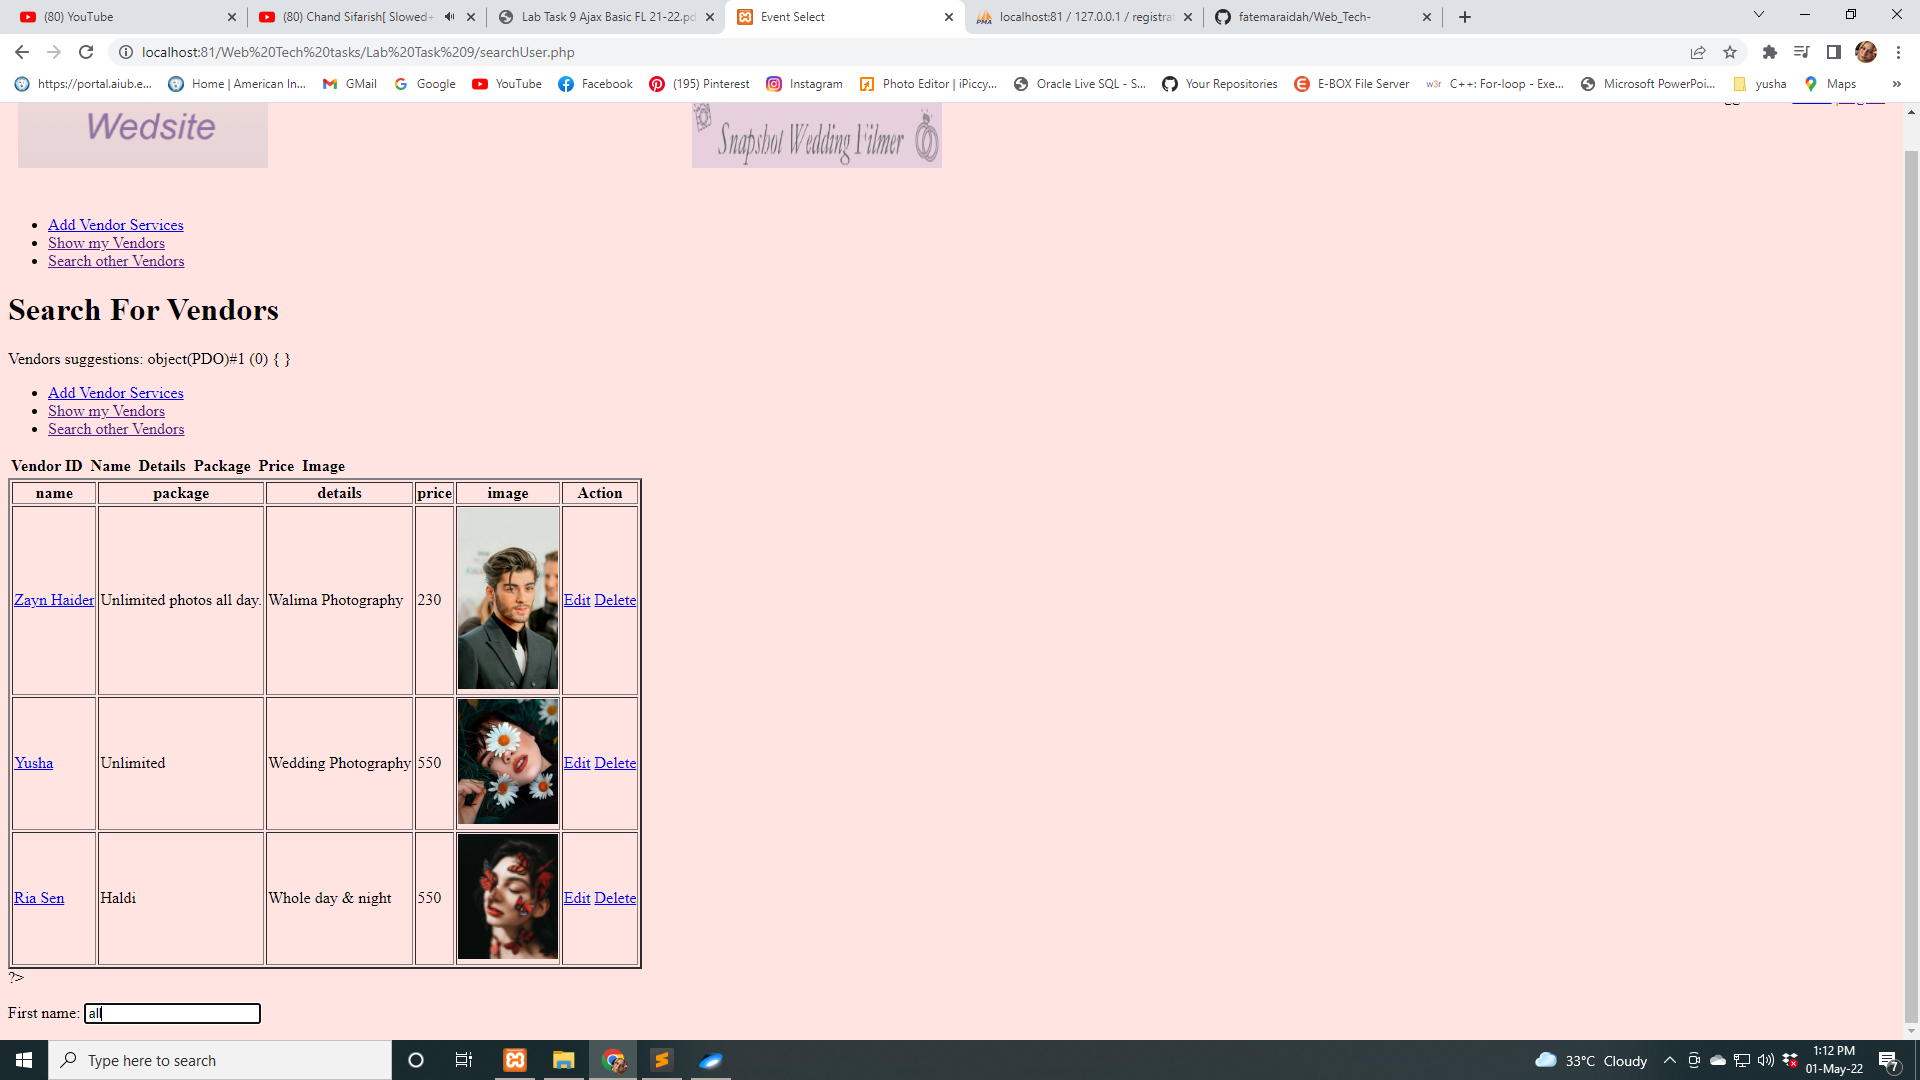 (80) YouTube
(80) Chand Sifarish[ Slowed+
Lab Task 9 Ajax Basic FL 21-22.pd
Event Select
localhost:81 / 127.0.0.1 / registra
fatemaraidah/Web_Tech-
localhost:81/Web%20Tech%20tasks/Lab%20Task%209/searchUser.php
https://portal.aiub.e...
Home | American In...
GMail
Google
YouTube
Facebook
(195) Pinterest
Instagram
Photo Editor | iPiccy...
Oracle Live SQL - S...
Your Repositories
E-BOX File Server
w3r C++: For-loop - Exe...
Microsoft PowerPoi...
yusha
Maps
»
Wedsite
Snapshot Wedding Filmer
Add Vendor Services
Show my Vendors
Search other Vendors
Search For Vendors
Vendors suggestions: object(PDO)#1 (0) { }
Add Vendor Services
Show my Vendors
Search other Vendors
Vendor ID Name Details Package Price Image
name package details price image Action
Zayn Haider Unlimited photos all day. Walima Photography 230 Edit Delete
Yusha Unlimited Wedding Photography 550 Edit Delete
Ria Sen Haldi Whole day & night 550 Edit Delete
?>
First name: all
Type here to search
33°C Cloudy
1:12 PM
01-May-22
7